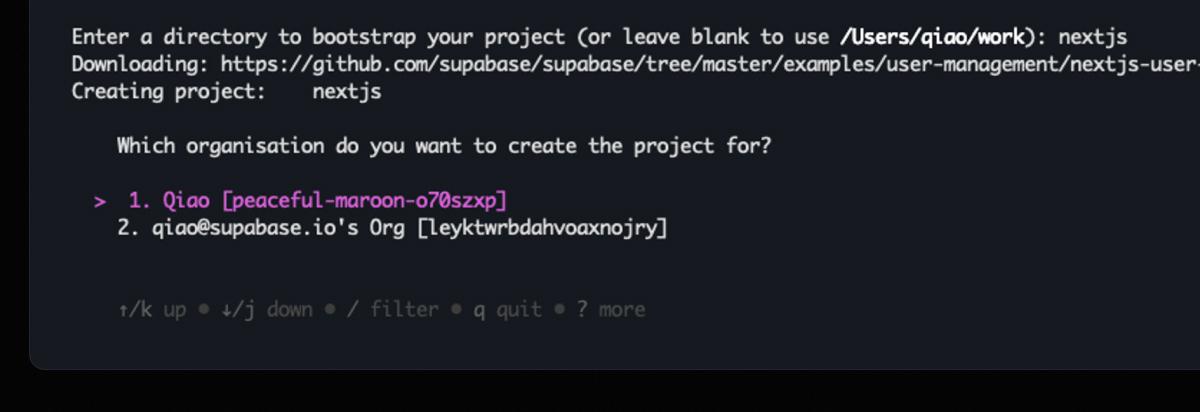 Enter a directory to bootstrap your project (or leave blank to use /Users/qiao/work): nextjs
Downloading: https://github.com/supabase/supabase/tree/master/examples/user-management/nextjs-user-
Creating project:    nextjs
Which organisation do you want to create the project for?
>  1. Qiao [peaceful-maroon-o70szxp]
2. qiao@supabase.io's Org [leyktwrbdahvoaxnojry]
↑/k up • ↓/j down • / filter • q quit • ? more